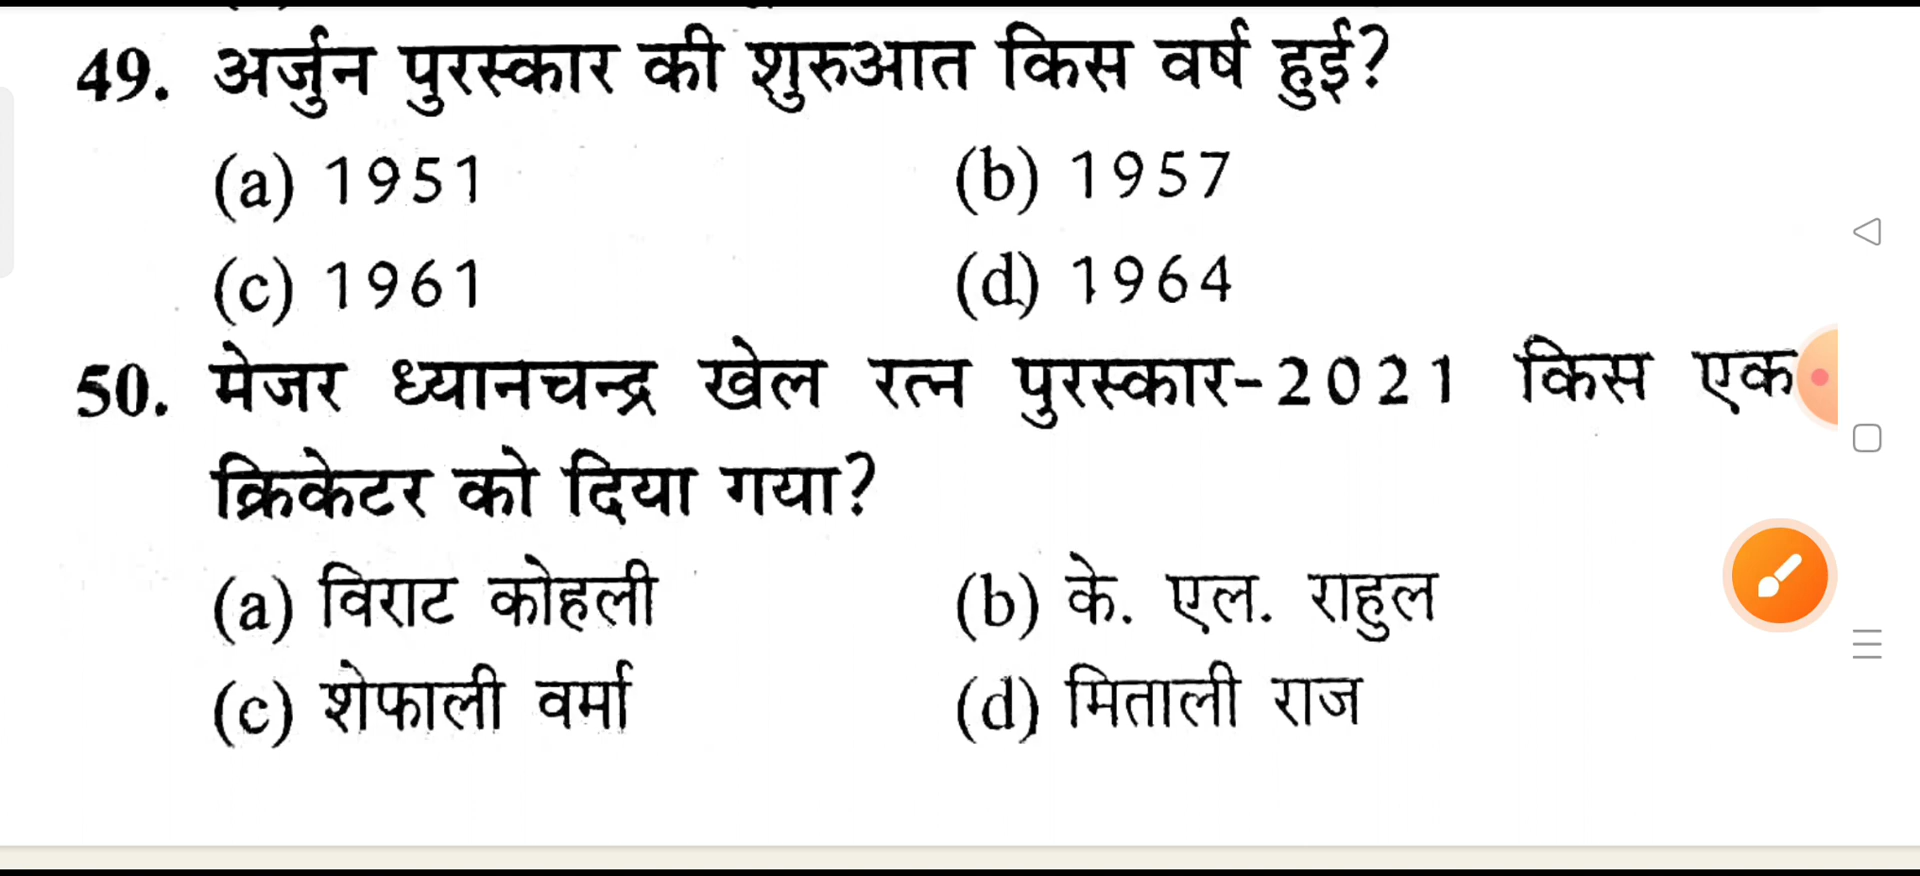 49. अर्जुन पुरस्कार की शुरुआत किस वर्ष हुई?
(a) 1951 (b) 1957
(c) 1961 (d) 1964
50. मेजर ध्यानचन्द्र खेल रत्न पुरस्कार-2021 किस एक
क्रिकेटर को दिया गया?
(a) विराट कोहली (b) के. एल. राहुल
(c) शेफाली वर्मा (d) मिताली राज